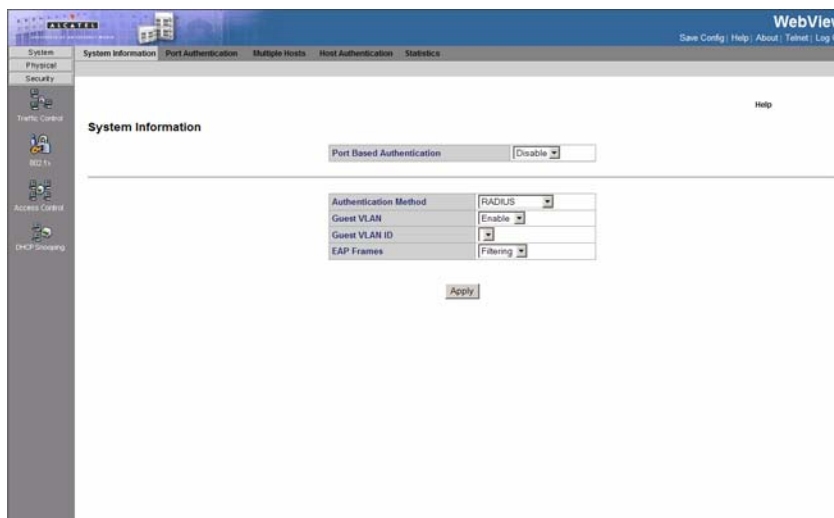 ALCATEL
WebView
Save Config | Help | About | Telnet | Log
System
Physical
Security
System Information Port Authentication Multiple Hosts Host Authentication Statistics
Traffic Control
802.1x
Access Control
DHCP Snooping
Help
System Information
Port Based Authentication Disable
Authentication Method RADIUS
Guest VLAN Enable
Guest VLAN ID
EAP Frames Filtering
Apply